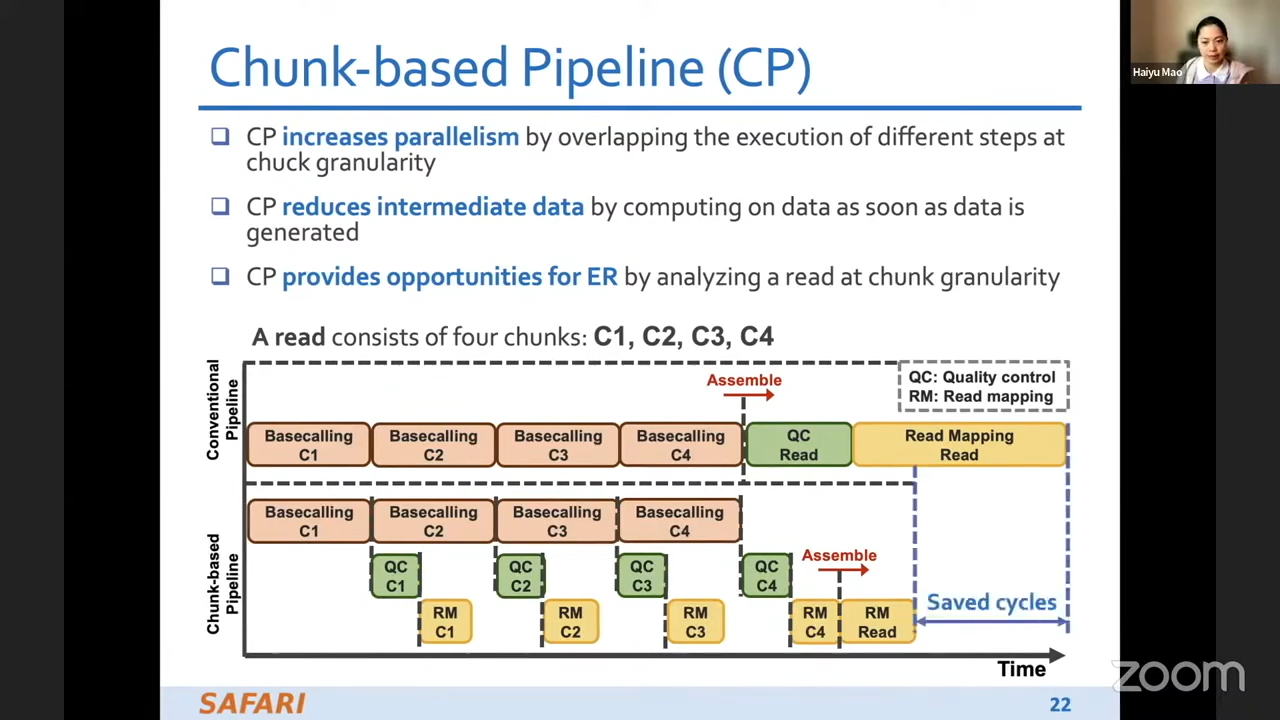 Chunk-based Pipeline (CP)
Haiyu Mao
CP increases parallelism by overlapping the execution of different steps at
chuck granularity
CP reduces intermediate data by computing on data as soon as data is
generated
CP provides opportunities for ER by analyzing a read at chunk granularity
A read consists of four chunks: C1, C2, C3, C4
Conventional
Pipeline
Assemble
QC: Quality control
RM: Read mapping
Basecalling
C1
Basecalling
C2
Basecalling
C3
Basecalling
C4
QC
Read
Read Mapping
Read
Chunk-based
Pipeline
Basecalling
C1
Basecalling
C2
Basecalling
C3
Basecalling
C4
QC
C1
QC
C2
QC
C3
QC
C4
Assemble
RM
C1
RM
C2
RM
C3
RM
C4
RM
Read
Saved cycles
Time
SAFARI
22
zoom